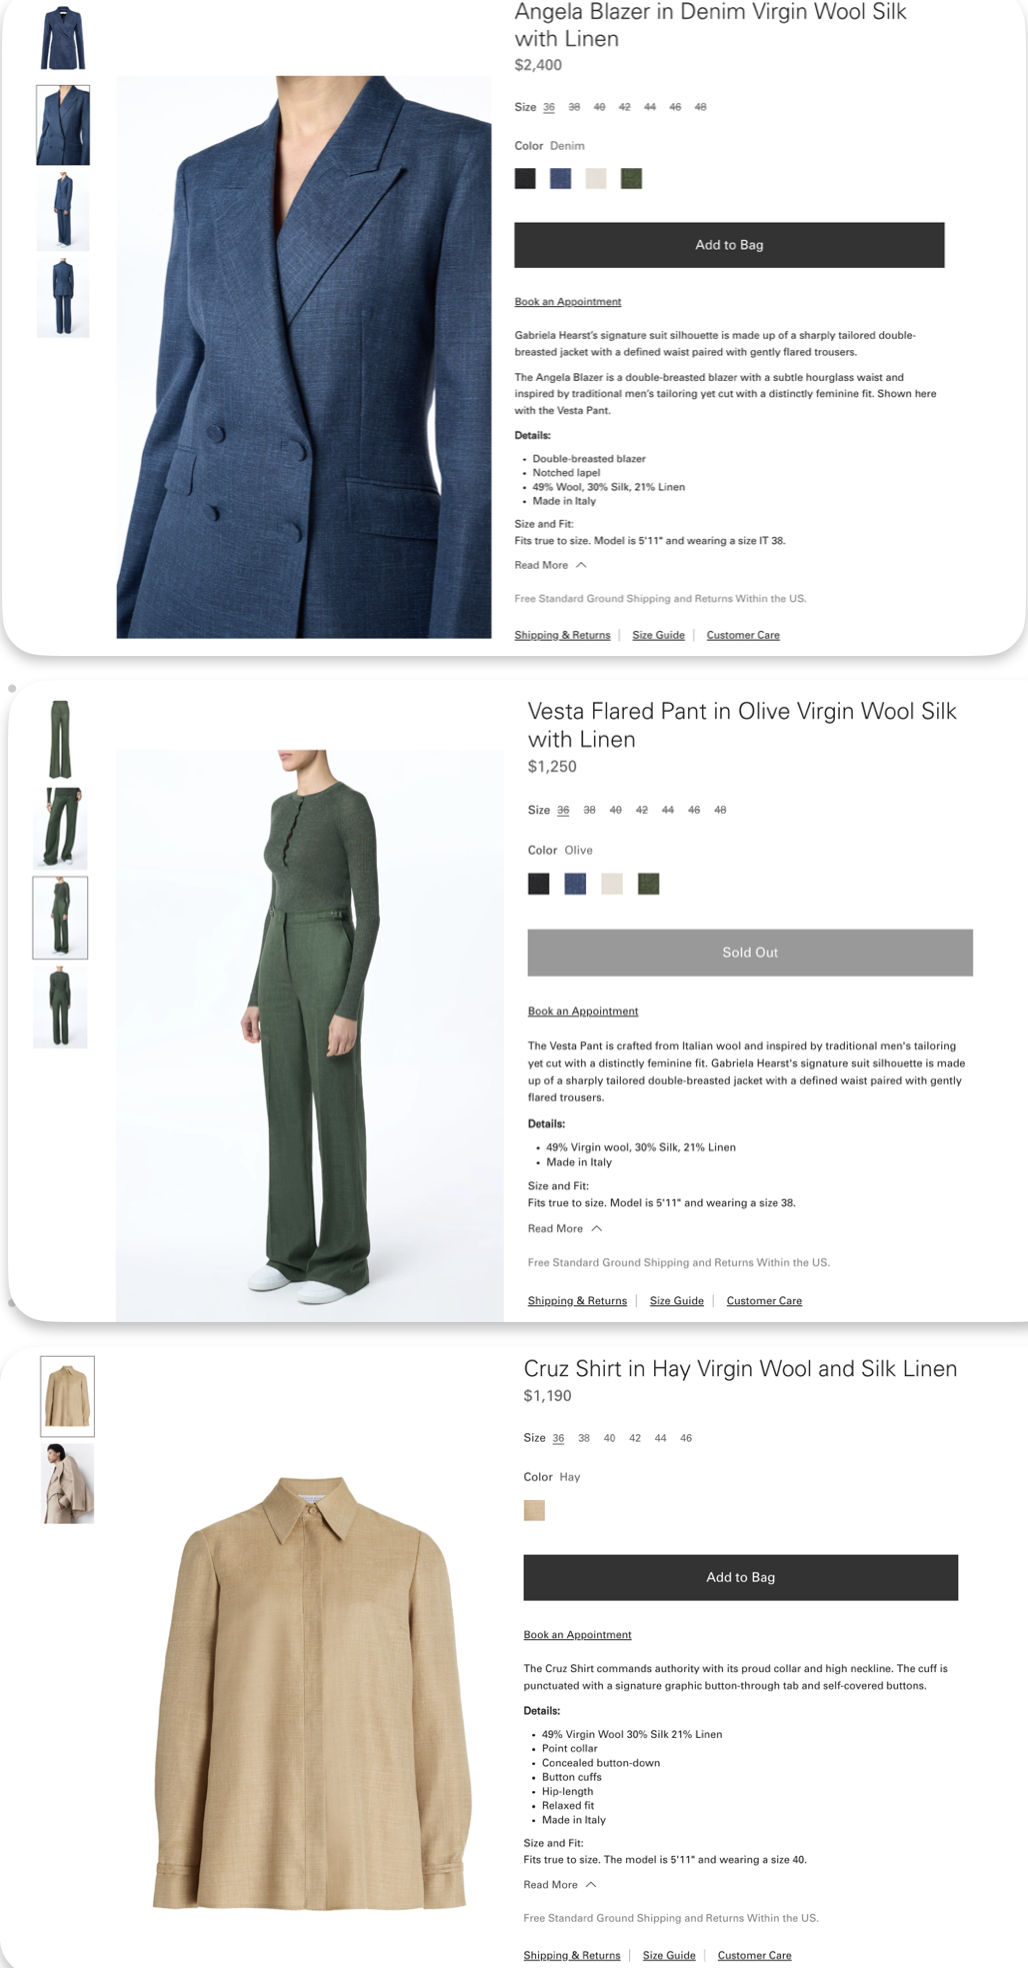 Angela Blazer in Denim Virgin Wool Silk
with Linen
$2,400
Size 36 38 40 42 44 46 48
Color Denim
Add to Bag
Book an Appointment
Gabriela Hearst's signature suit silhouette is made up of a sharply tailored double-
breasted jacket with a defined waist paired with gently flared trousers.
The Angela Blazer is a double-breasted blazer with a subtle hourglass waist and
inspired by traditional men's tailoring yet cut with a distinctly feminine fit. Shown here
with the Vesta Pant.
Details:
• Double-breasted blazer
• Notched lapel
• 49% Wool, 30% Silk, 21% Linen
• Made in Italy
Size and Fit:
Fits true to size. Model is 5'11" and wearing a size IT 38.
Read More
Free Standard Ground Shipping and Returns Within the US.
Shipping & Returns | Size Guide | Customer Care
Vesta Flared Pant in Olive Virgin Wool Silk
with Linen
$1,250
Size 36 38 40 42 44 46 48
Color Olive
Sold Out
Book an Appointment
The Vesta Pant is crafted from Italian wool and inspired by traditional men's tailoring
yet cut with a distinctly feminine fit. Gabriela Hearst's signature suit silhouette is made
up of a sharply tailored double-breasted jacket with a defined waist paired with gently
flared trousers.
Details:
• 49% Virgin wool, 30% Silk, 21% Linen
• Made in Italy
Size and Fit:
Fits true to size. Model is 5'11" and wearing a size 38.
Read More
Free Standard Ground Shipping and Returns Within the US.
Shipping & Returns | Size Guide | Customer Care
Cruz Shirt in Hay Virgin Wool and Silk Linen
$1,190
Size 36 38 40 42 44 46
Color Hay
Add to Bag
Book an Appointment
The Cruz Shirt commands authority with its proud collar and high neckline. The cuff is
punctuated with a signature graphic button-through tab and self-covered buttons.
Details:
• 49% Virgin Wool 30% Silk 21% Linen
• Point collar
• Concealed button-down
• Button cuffs
• Hip-length
• Relaxed fit
• Made in Italy
Size and Fit:
Fits true to size. The model is 5'11" and wearing a size 40.
Read More
Free Standard Ground Shipping and Returns Within the US.
Shipping & Returns | Size Guide | Customer Care